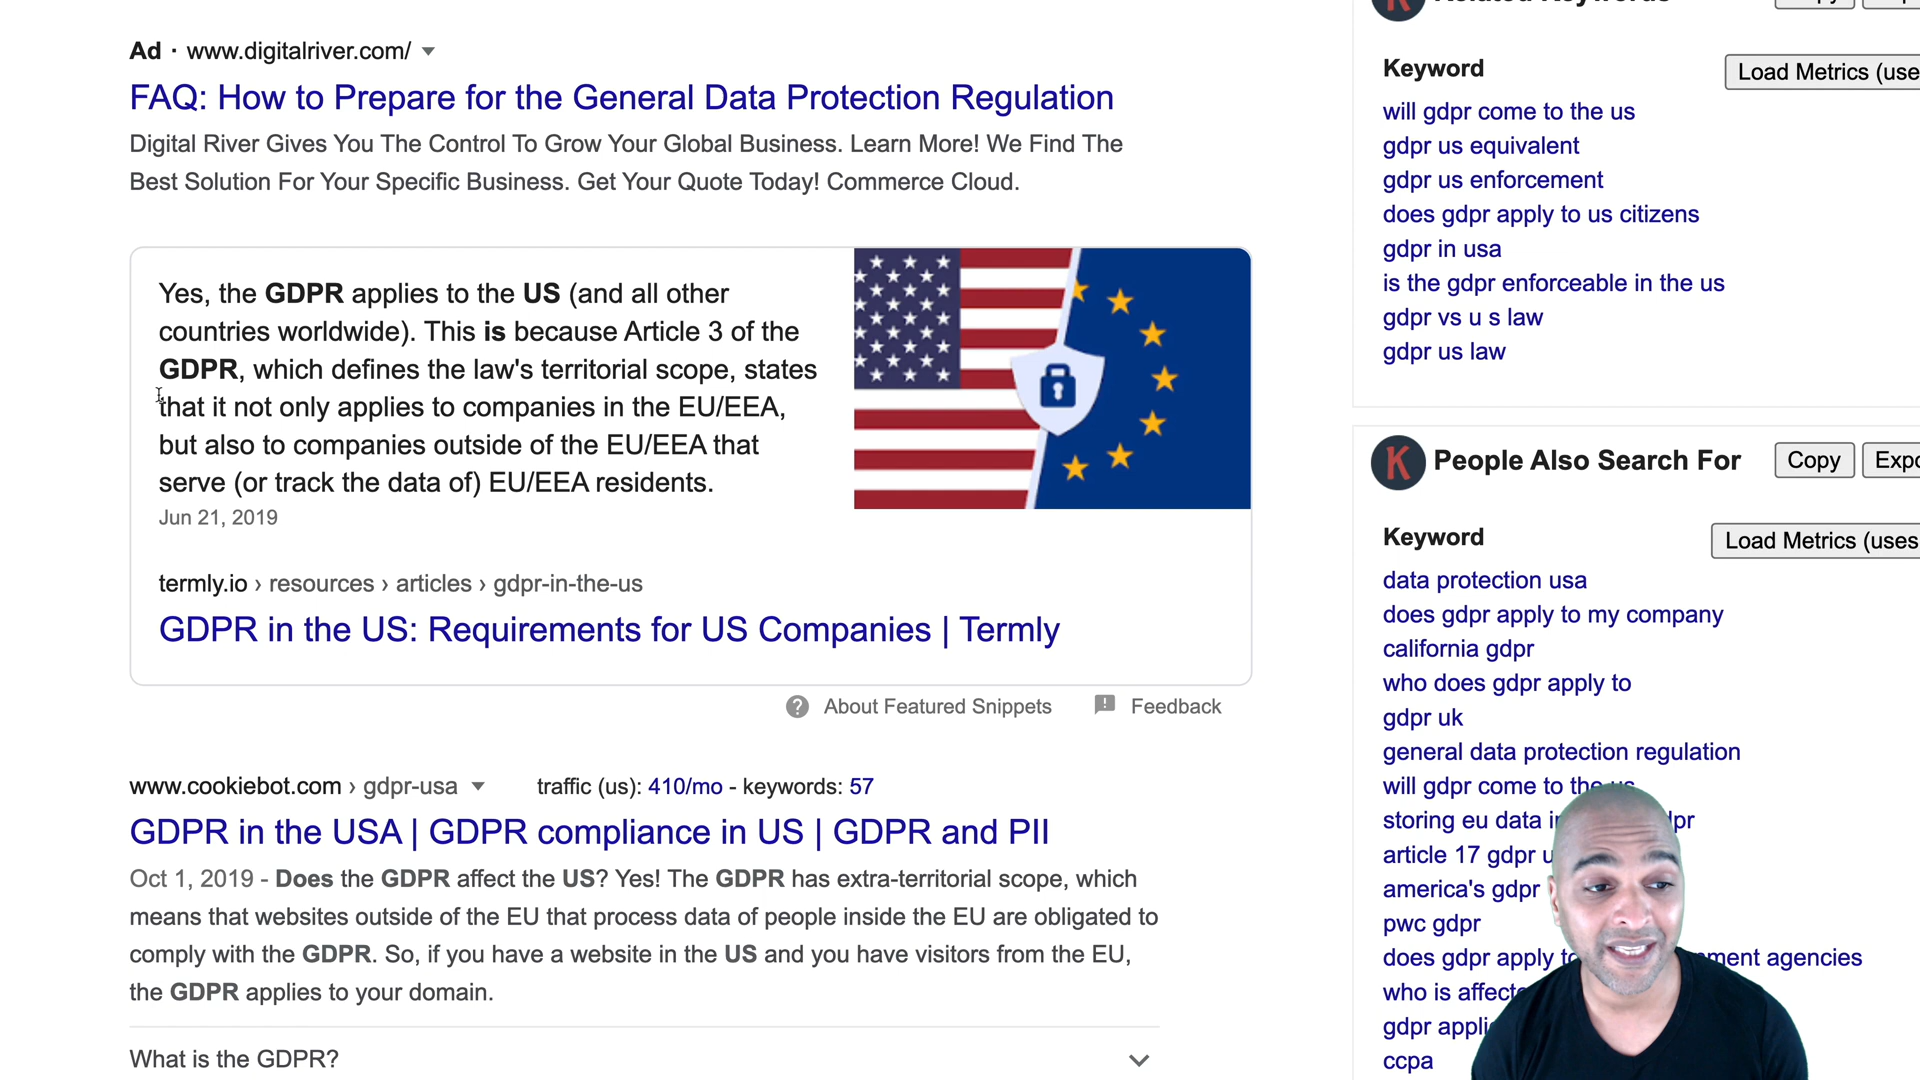 Ad · www.digitalriver.com/
FAQ: How to Prepare for the General Data Protection Regulation
Digital River Gives You The Control To Grow Your Global Business. Learn More! We Find The
Best Solution For Your Specific Business. Get Your Quote Today! Commerce Cloud.
Yes, the GDPR applies to the US (and all other
countries worldwide). This is because Article 3 of the
GDPR, which defines the law's territorial scope, states
that it not only applies to companies in the EU/EEA,
but also to companies outside of the EU/EEA that
serve (or track the data of) EU/EEA residents.
Jun 21, 2019
termly.io › resources › articles › gdpr-in-the-us
GDPR in the US: Requirements for US Companies | Termly
About Featured Snippets
Feedback
www.cookiebot.com › gdpr-usa traffic (us): 410/mo - keywords: 57
GDPR in the USA | GDPR compliance in US | GDPR and PII
Oct 1, 2019 - Does the GDPR affect the US? Yes! The GDPR has extra-territorial scope, which
means that websites outside of the EU that process data of people inside the EU are obligated to
comply with the GDPR. So, if you have a website in the US and you have visitors from the EU,
the GDPR applies to your domain.
What is the GDPR?
Related Keywords
Copy
Keyword
Load Metrics (use
will gdpr come to the us
gdpr us equivalent
gdpr us enforcement
does gdpr apply to us citizens
gdpr in usa
is the gdpr enforceable in the us
gdpr vs u s law
gdpr us law
K People Also Search For
Copy
Expo
Keyword
Load Metrics (uses
data protection usa
does gdpr apply to my company
california gdpr
who does gdpr apply to
gdpr uk
general data protection regulation
will gdpr come to the us
storing eu data
article 17 gdpr
america's gdpr
pwc gdpr
does gdpr apply agencies
who is
gdpr
ccpa